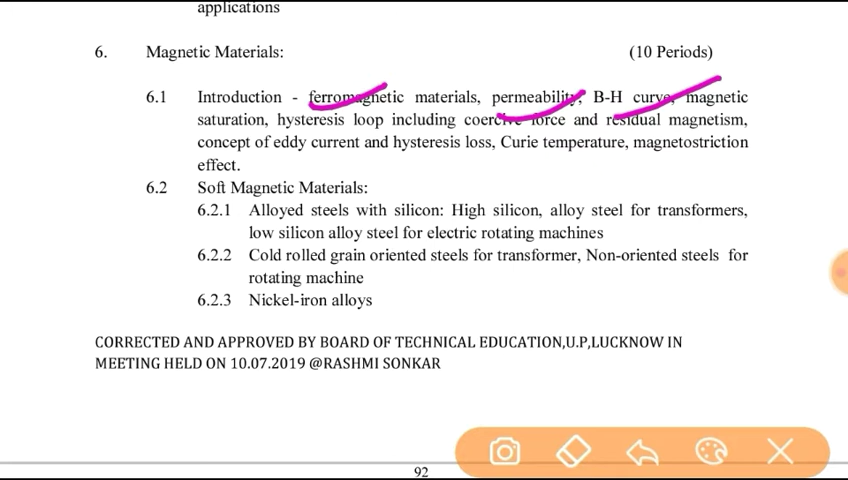 applications
6. Magnetic Materials: (10 Periods)
6.1 Introduction - ferromagnetic materials, permeability, B-H curve, magnetic
saturation, hysteresis loop including coercive force and residual magnetism,
concept of eddy current and hysteresis loss, Curie temperature, magnetostriction
effect.
6.2 Soft Magnetic Materials:
6.2.1 Alloyed steels with silicon: High silicon, alloy steel for transformers,
low silicon alloy steel for electric rotating machines
6.2.2 Cold rolled grain oriented steels for transformer, Non-oriented steels for
rotating machine
6.2.3 Nickel-iron alloys
CORRECTED AND APPROVED BY BOARD OF TECHNICAL EDUCATION,U.P,LUCKNOW IN
MEETING HELD ON 10.07.2019 @RASHMI SONKAR
92